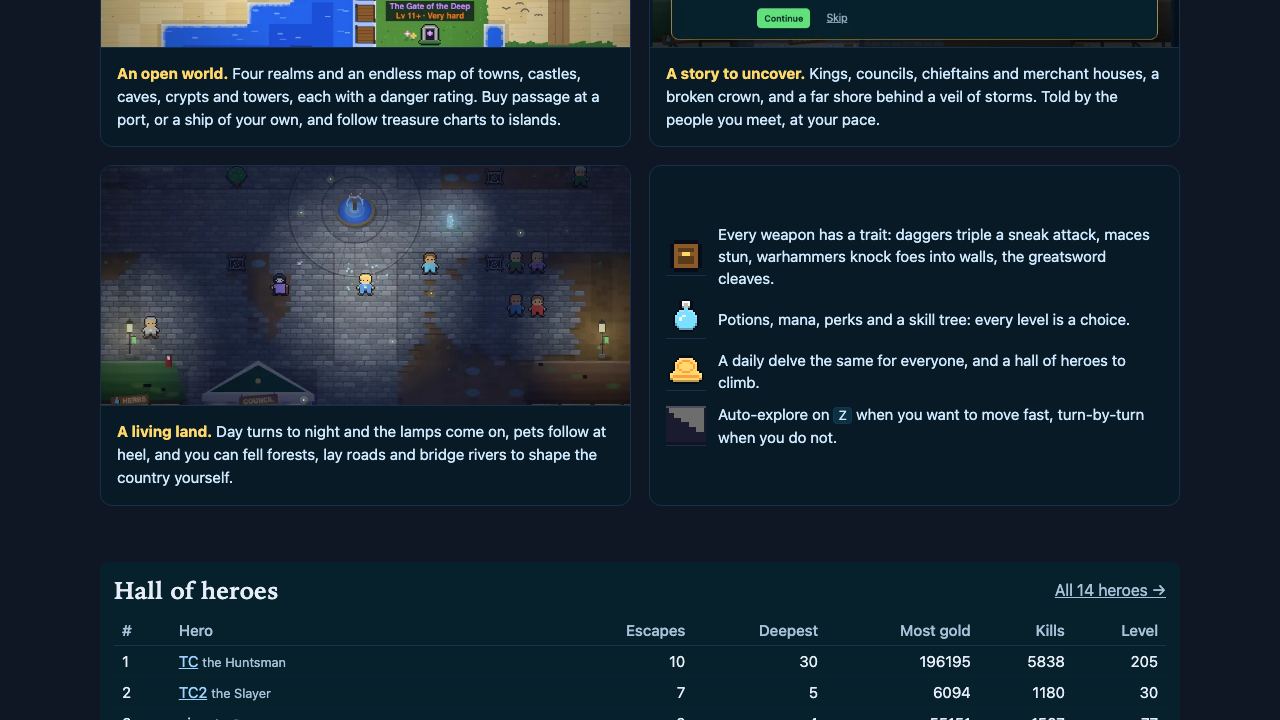 The Gate of the Deep
Lv 11+ · Very hard
Continue
Skip
An open world. Four realms and an endless map of towns, castles,
caves, crypts and towers, each with a danger rating. Buy passage at a
port, or a ship of your own, and follow treasure charts to islands.
A story to uncover. Kings, councils, chieftains and merchant houses, a
broken crown, and a far shore behind a veil of storms. Told by the
people you meet, at your pace.
HERBS
COUNCIL
A living land. Day turns to night and the lamps come on, pets follow at
heel, and you can fell forests, lay roads and bridge rivers to shape the
country yourself.
Every weapon has a trait: daggers triple a sneak attack, maces
stun, warhammers knock foes into walls, the greatsword
cleaves.
Potions, mana, perks and a skill tree: every level is a choice.
A daily delve the same for everyone, and a hall of heroes to
climb.
Auto-explore on Z when you want to move fast, turn-by-turn
when you do not.
Hall of heroes
All 14 heroes →
# Hero Escapes Deepest Most gold Kills Level
1 TC the Huntsman 10 30 196195 5838 205
2 TC2 the Slayer 7 5 6094 1180 30